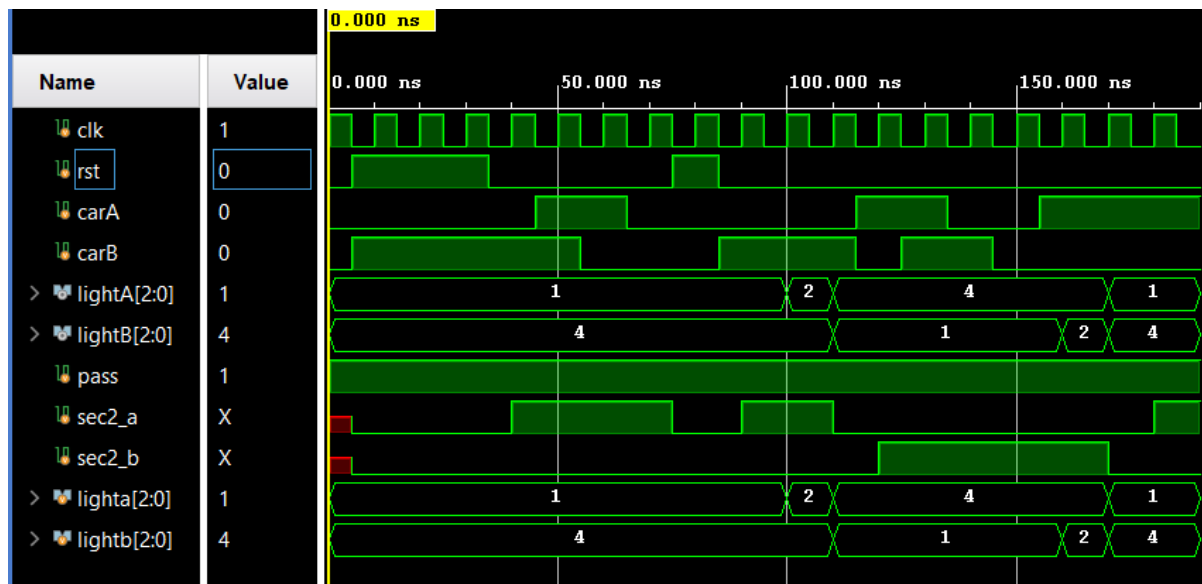 0.000 ns
Name Value 0.000 ns 50.000 ns 100.000 ns 150.000 ns
clk 1
rst 0
carA 0
carB 0
lightA[2:0] 1 1 2 4 1
lightB[2:0] 4 4 1 2 4
pass 1
sec2_a X
sec2_b X
lighta[2:0] 1 1 2 4 1
lightb[2:0] 4 4 1 2 4